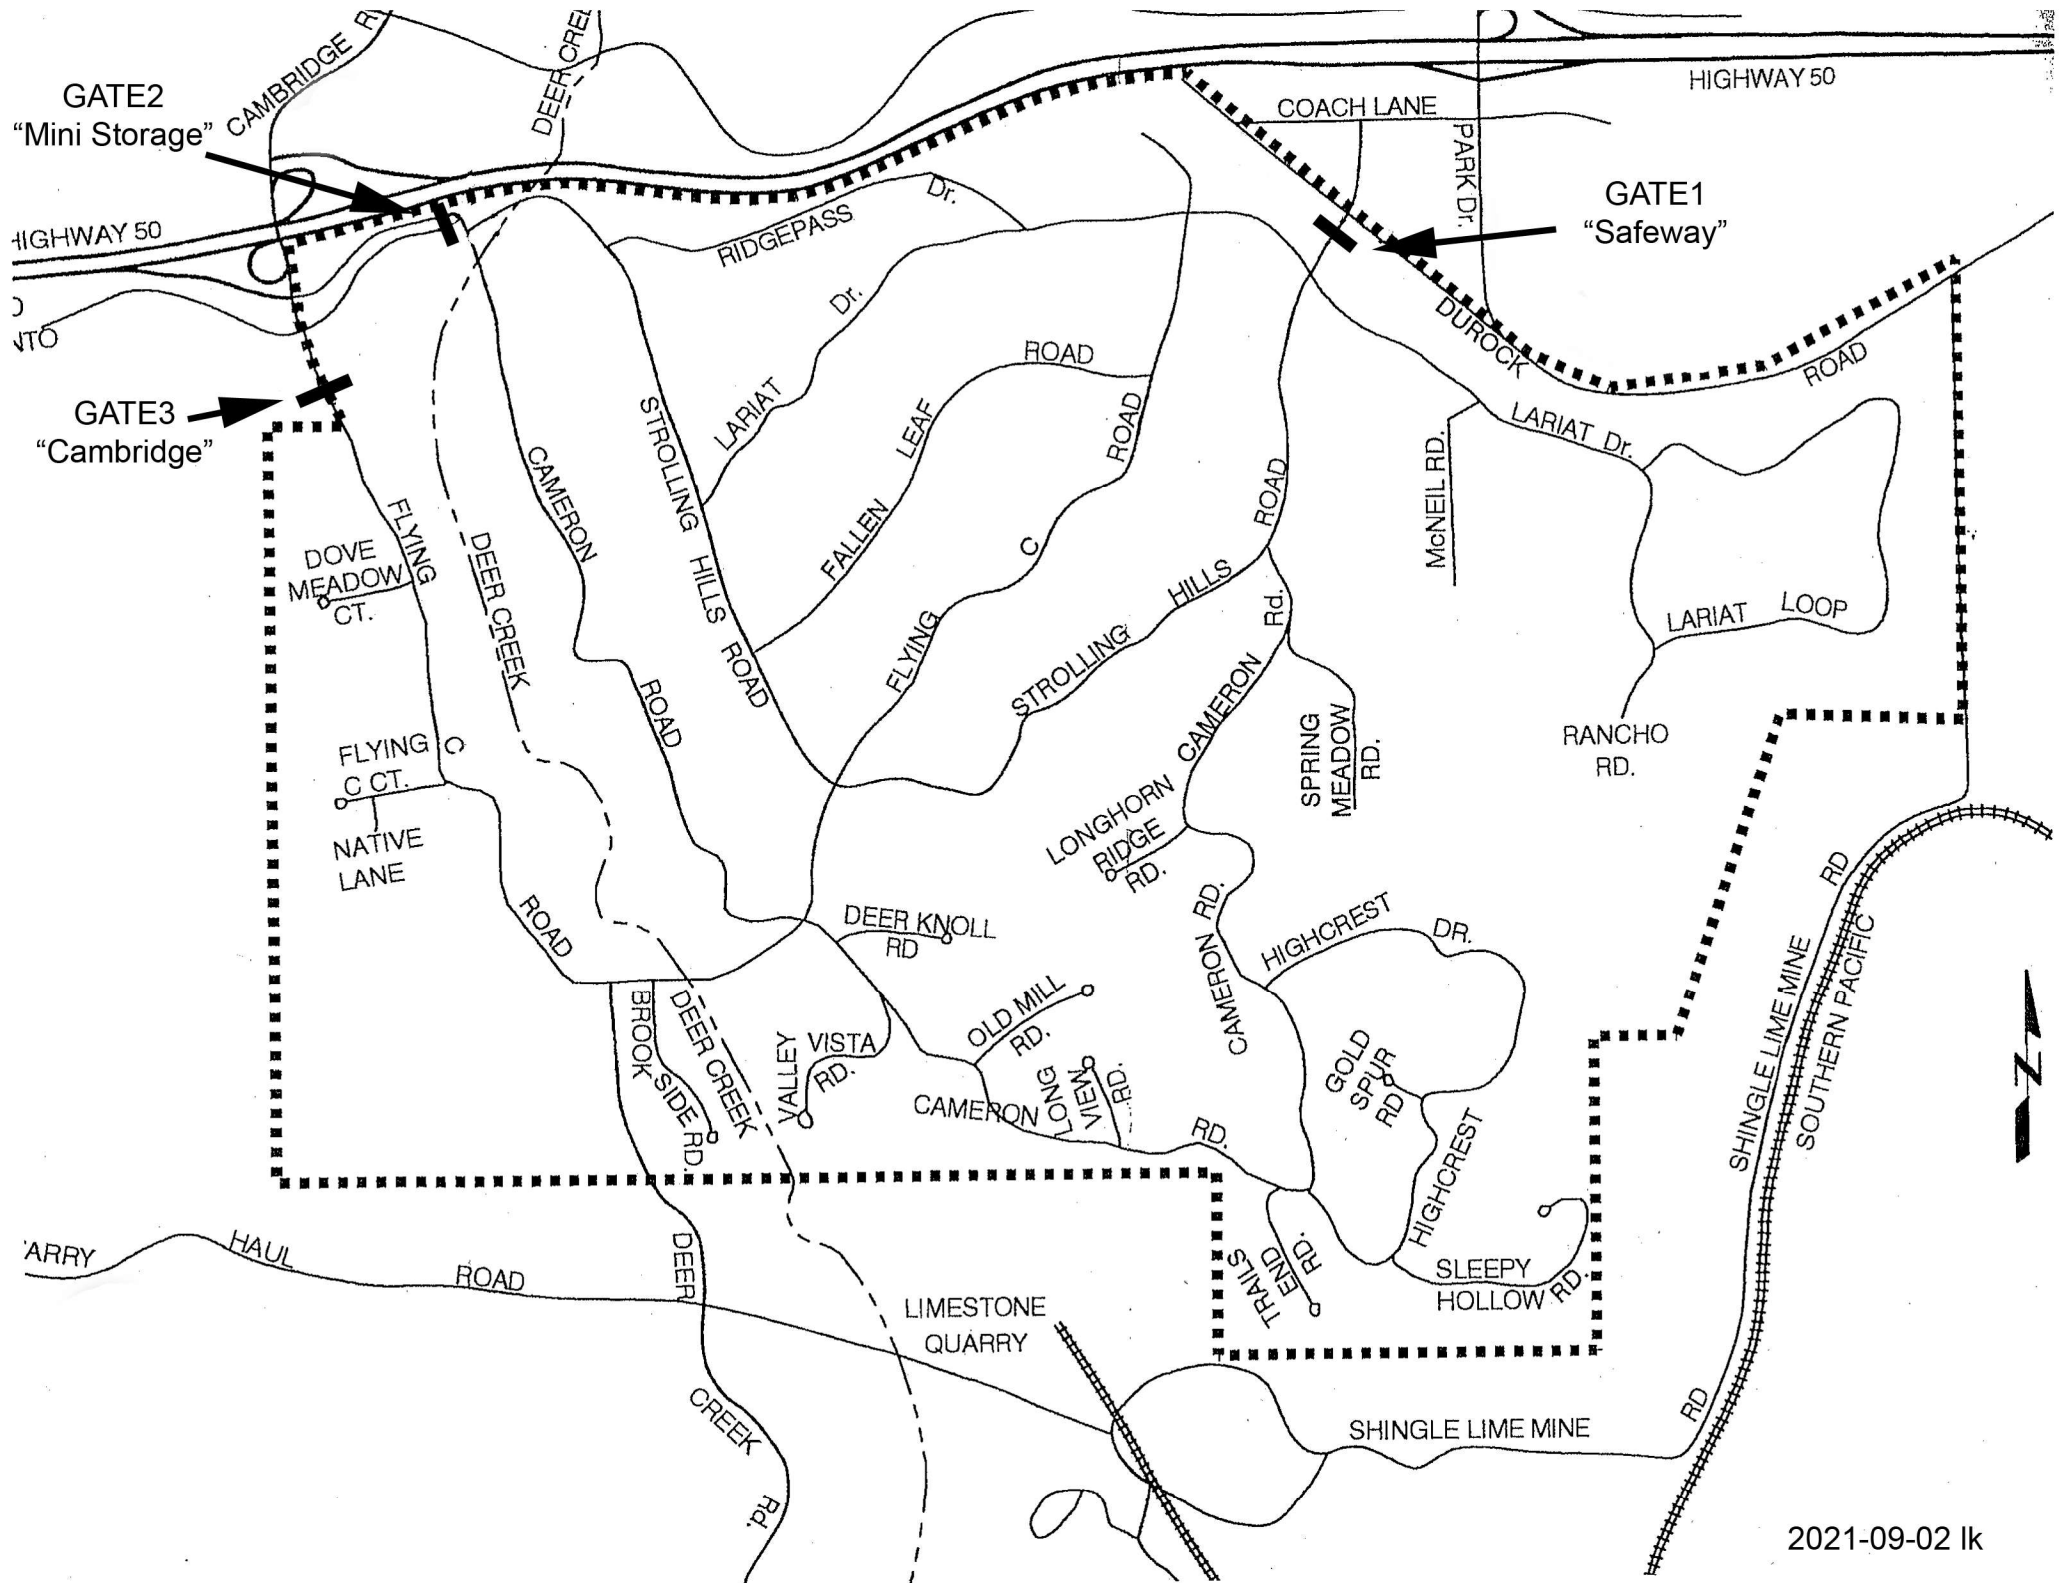 CAMBRIDGE R
DEER CREE
HIGHWAY 50
GATE2
“Mini Storage”
COACH LANE
PARK Dr.
GATE1
“Safeway”
HIGHWAY 50
RIDGEPASS Dr.
NTO
GATE3
“Cambridge”
LARIAT Dr.
FALLEN LEAF ROAD
DUROCK ROAD
LARIAT Dr.
McNEIL RD.
CAMERON ROAD
STROLLING HILLS ROAD
FLYING C ROAD
STROLLING HILLS ROAD
DOVE
MEADOW
CT.
FLYING C ROAD
DEER CREEK
LARIAT LOOP
RANCHO
RD.
CAMERON Rd.
SPRING
MEADOW
RD.
FLYING
C CT.
NATIVE
LANE
LONGHORN
RIDGE
RD.
DEER KNOLL
RD
CAMERON RD.
HIGHCREST DR.
OLD MILL
RD.
BROOK
SIDE RD.
DEER CREEK
VALLEY VISTA
RD.
LONG
VIEW
RD.
CAMERON RD.
GOLD
SPUR
RD
HIGHCREST
TRAILS
END
RD.
SLEEPY
HOLLOW RD.
SHINGLE LIME MINE RD
SOUTHERN PACIFIC
N
ARRY HAUL ROAD
DEER CREEK Rd.
LIMESTONE
QUARRY
SHINGLE LIME MINE RD
2021-09-02 lk